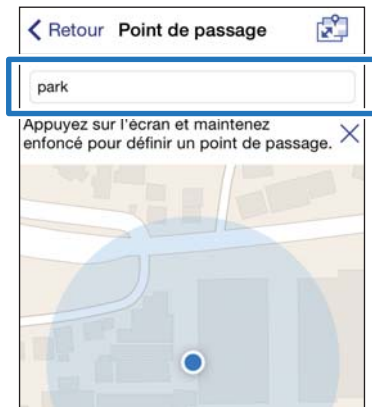 Retour Point de passage
park
Appuyez sur l'écran et maintenez
enfoncé pour définir un point de passage.